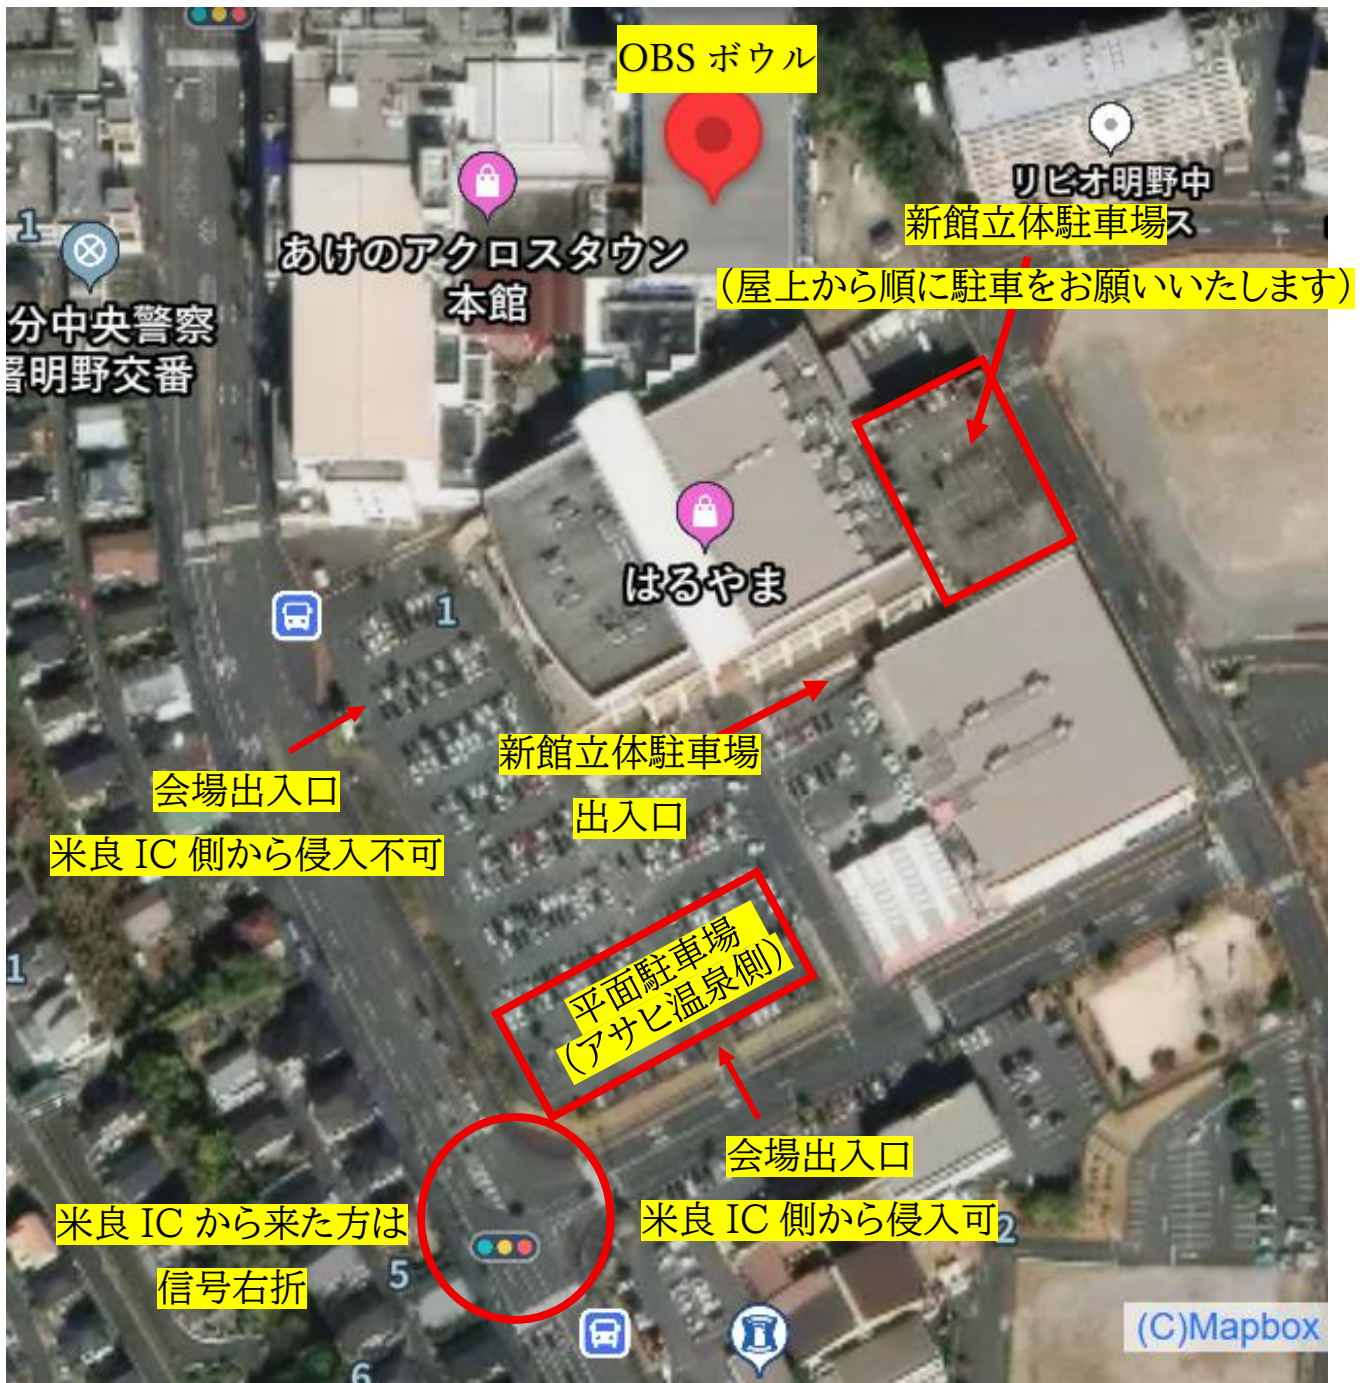 OBS ボウル
リビオ明野中
ス
新館立体駐車場
（屋上から順に駐車をお願いいたします）
1
あけのアクロスタウン
本館
分中央警察
署明野交番
はるやま
1
新館立体駐車場
出入口
会場出入口
米良 IC 側から侵入不可
1
平面駐車場
（アサヒ温泉側）
会場出入口
米良 IC 側から侵入可
2
米良 IC から来た方は
信号右折
5
6
(C)Mapbox